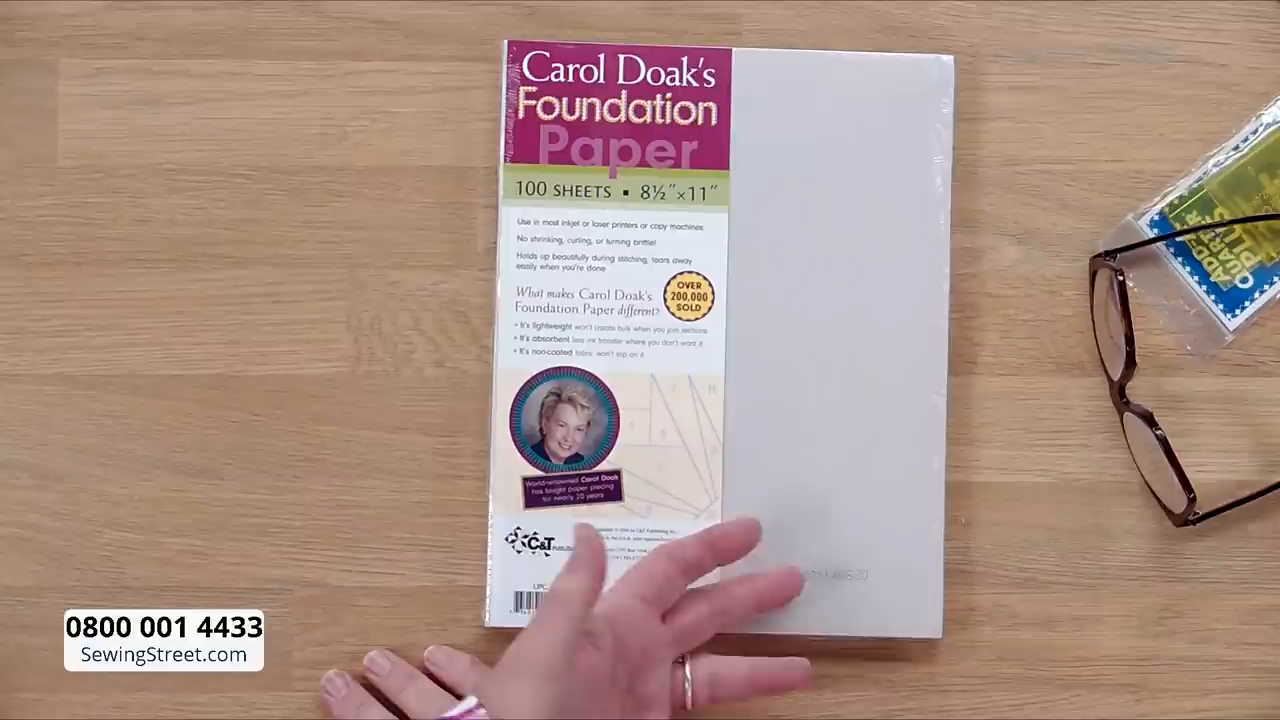 Carol Doak's
Foundation
Paper
100 SHEETS ▪ 8½"×11"
Use in most inkjet or laser printers or copy machines
No shrinking, curling, or turning brittle!
Holds up beautifully during stitching, tears away
easily when you're done
What makes Carol Doak's
Foundation Paper different?
OVER
200,000
SOLD
• It's lightweight won't create bulk when you join sections
• It's absorbent less ink transfer where you don't want it
• It's non-coated fabric won't slip on it
World-renowned Carol Doak
has taught paper piecing
for nearly 20 years
C&T
UPC
QUARTER
0800 001 4433
SewingStreet.com